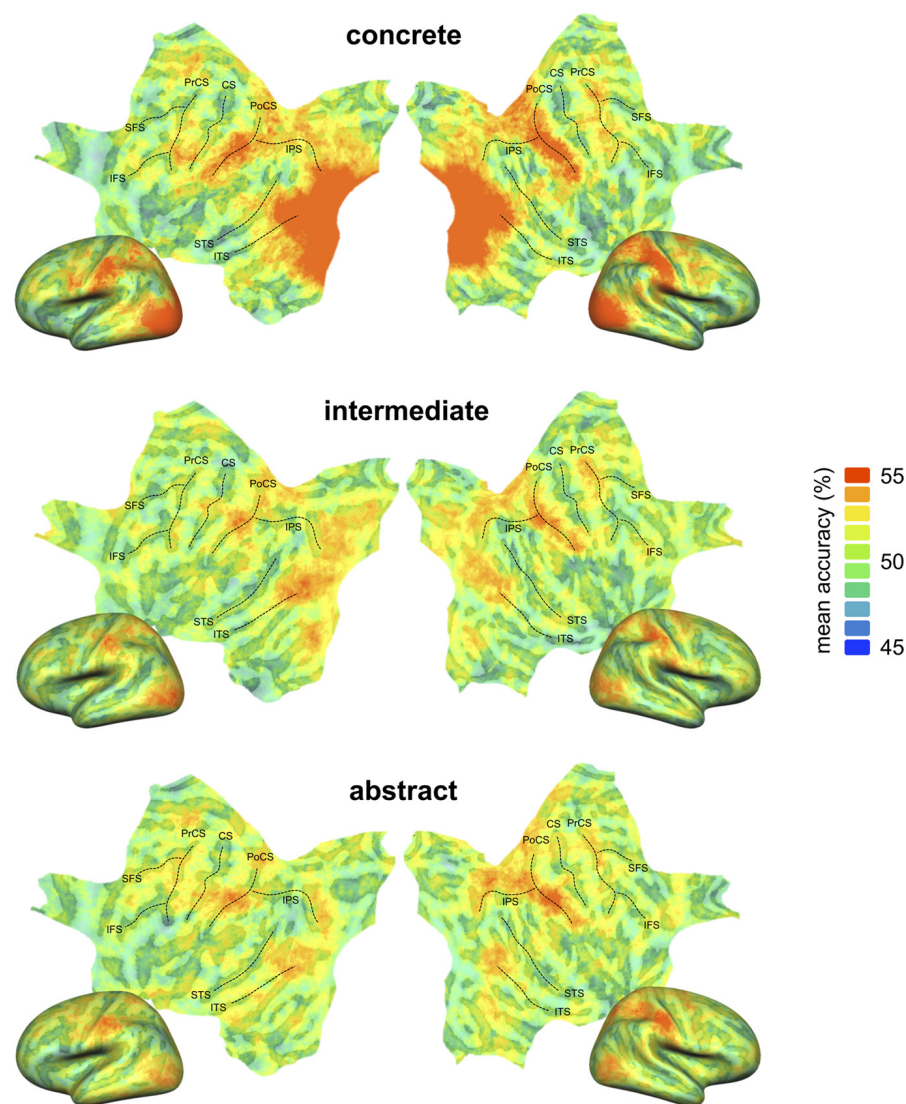 concrete
PrCS CS PoCS SFS IPS IFS STS ITS
CS PrCS PoCS SFS IPS IFS STS ITS
intermediate
PrCS CS PoCS SFS IPS IFS STS ITS
CS PrCS PoCS SFS IPS IFS STS ITS
mean accuracy (%)
55
50
45
abstract
PrCS CS PoCS SFS IPS IFS STS ITS
CS PrCS PoCS SFS IPS IFS STS ITS